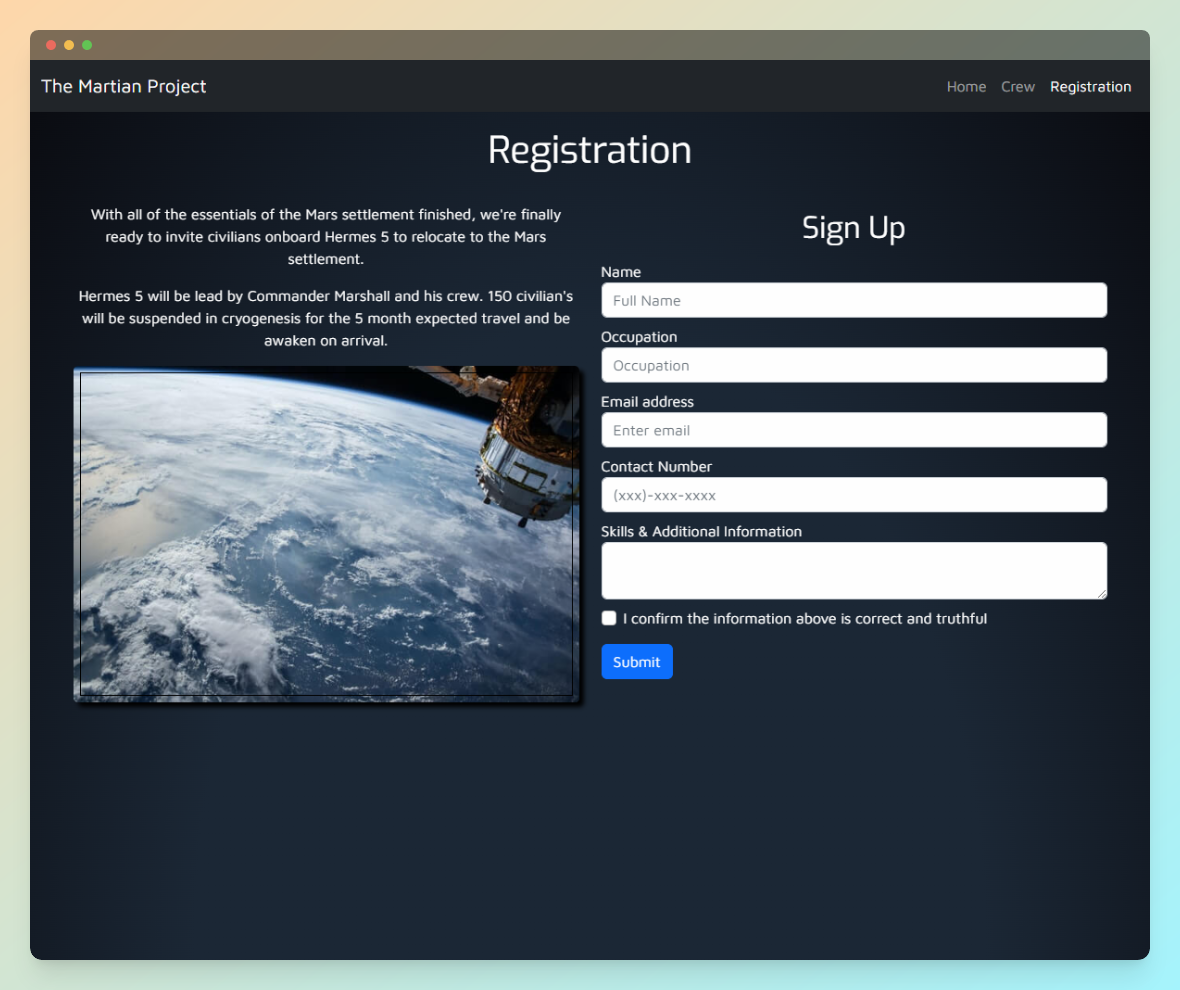 The Martian Project
Home Crew Registration
Registration
With all of the essentials of the Mars settlement finished, we're finally
ready to invite civilians onboard Hermes 5 to relocate to the Mars
settlement.
Hermes 5 will be lead by Commander Marshall and his crew. 150 civilian's
will be suspended in cryogenesis for the 5 month expected travel and be
awaken on arrival.
Sign Up
Name
Full Name
Occupation
Occupation
Email address
Enter email
Contact Number
(xxx)-xxx-xxxx
Skills & Additional Information
I confirm the information above is correct and truthful
Submit